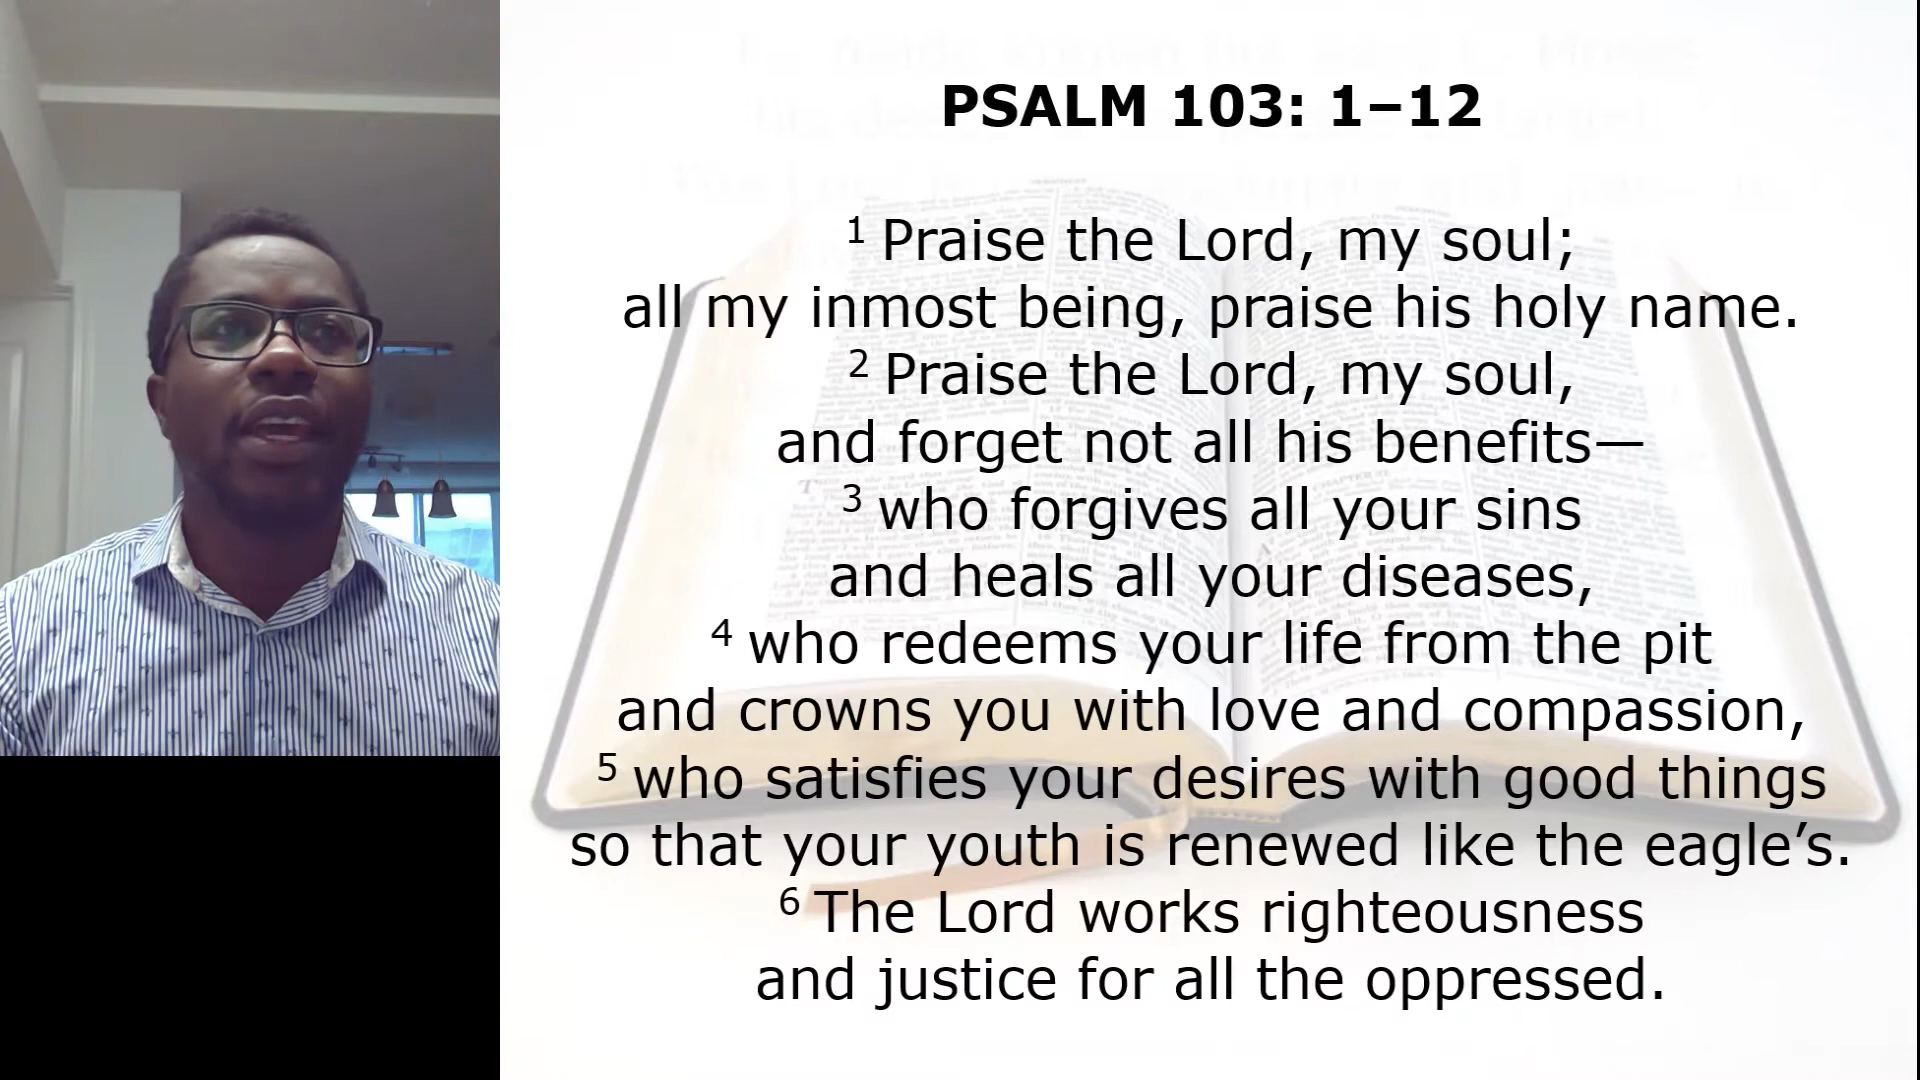 PSALM 103: 1–12
1 Praise the Lord, my soul;
all my inmost being, praise his holy name.
2 Praise the Lord, my soul,
and forget not all his benefits—
3 who forgives all your sins
and heals all your diseases,
4 who redeems your life from the pit
and crowns you with love and compassion,
5 who satisfies your desires with good things
so that your youth is renewed like the eagle’s.
6 The Lord works righteousness
and justice for all the oppressed.